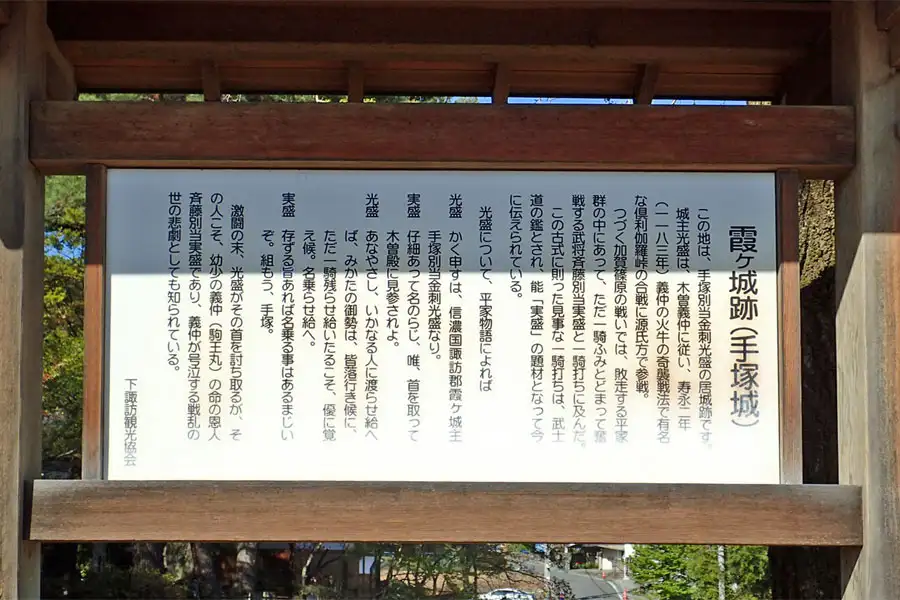 霞ヶ城跡（手塚城）
この地は、手塚別当金刺光盛の居城跡です。
城主光盛は、木曽義仲に従い、寿永二年
（一一八三年）義仲の火牛の奇襲戦法で有名
な倶利伽羅峠の合戦に源氏方で参戦。
つづく加賀篠原の戦いでは、敗走する平家
群の中にあって、ただ一騎ふみとどまって奮
戦する武将斉藤別当実盛と一騎打ちに及んだ。
この古式に則った見事な一騎打ちは、武士
道の鑑とされ、能「実盛」の題材となって今
に伝えられている。
光盛について、平家物語によれば
光盛　かく申すは、信濃国諏訪郡霞ヶ城主
手塚別当金刺光盛なり。
実盛　仔細あって名のらじ、唯、首を取って
木曽殿に見参されよ。
光盛　あなやさし、いかなる人に渡らせ給へ
ば、みかたの御勢は、皆落行き候に、
ただ一騎残らせ給いたるこそ、優に覚
え候。名乗らせ給へ。
実盛　存ずる旨あれば名乗る事はあるまじい
ぞ。組もう、手塚。
激闘の末、光盛がその首を討ち取るが、そ
の人こそ、幼少の義仲（駒王丸）の命の恩人
斉藤別当実盛であり、義仲が号泣する戦乱の
世の悲劇としても知られている。
下諏訪観光協会